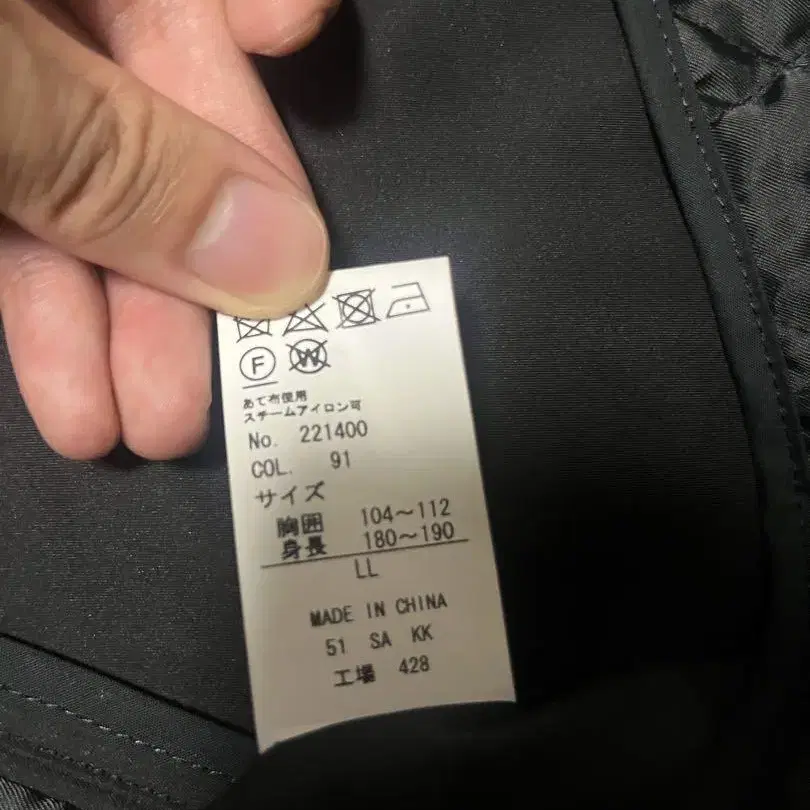 F W
あて布使用
スチームアイロン可
No. 221400
COL. 91
サイズ
胸囲 104～112
身長 180～190
LL
MADE IN CHINA
51 SA KK
工場 428